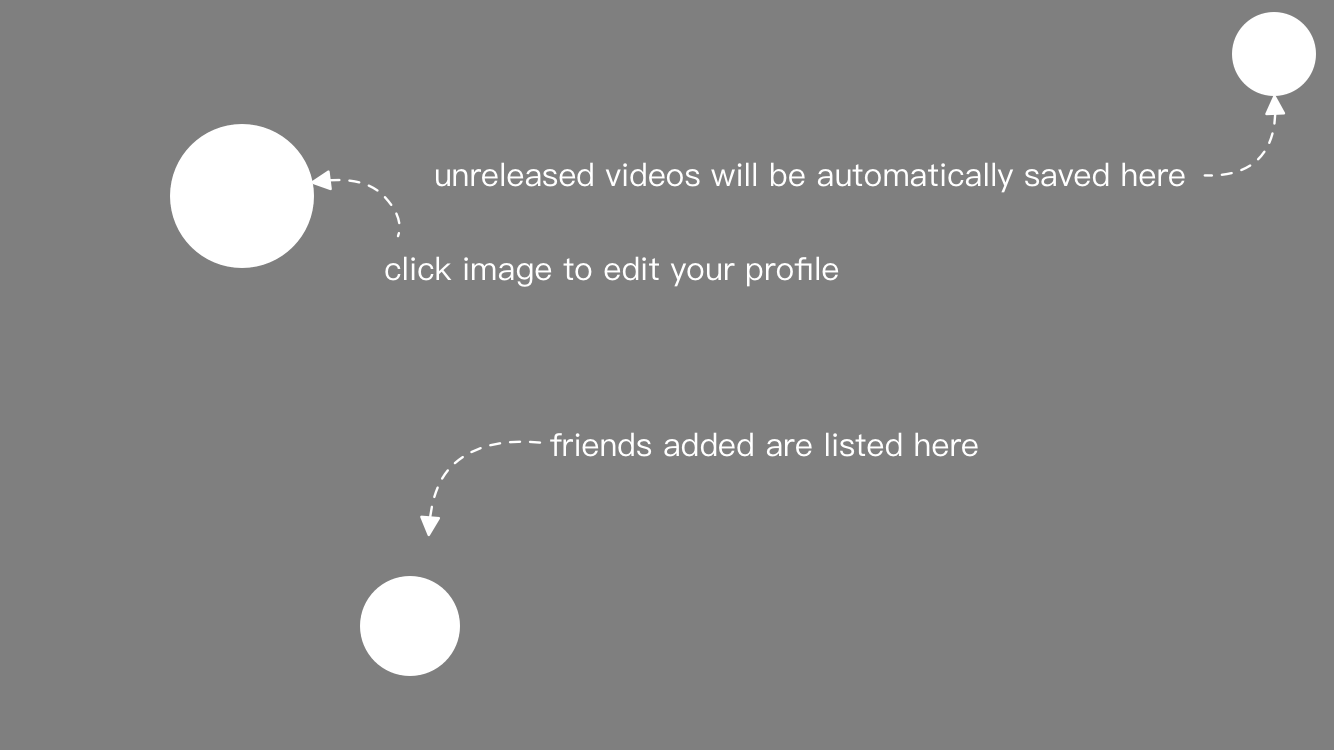 unreleased videos will be automatically saved here
click image to edit your profile
friends added are listed here